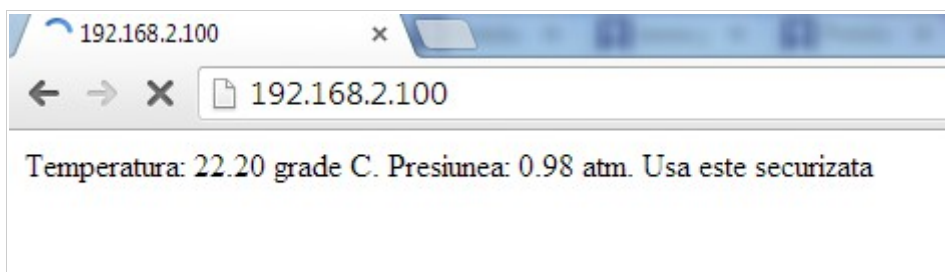 192.168.2.100
192.168.2.100
Temperatura: 22.20 grade C. Presiunea: 0.98 atm. Usa este securizata